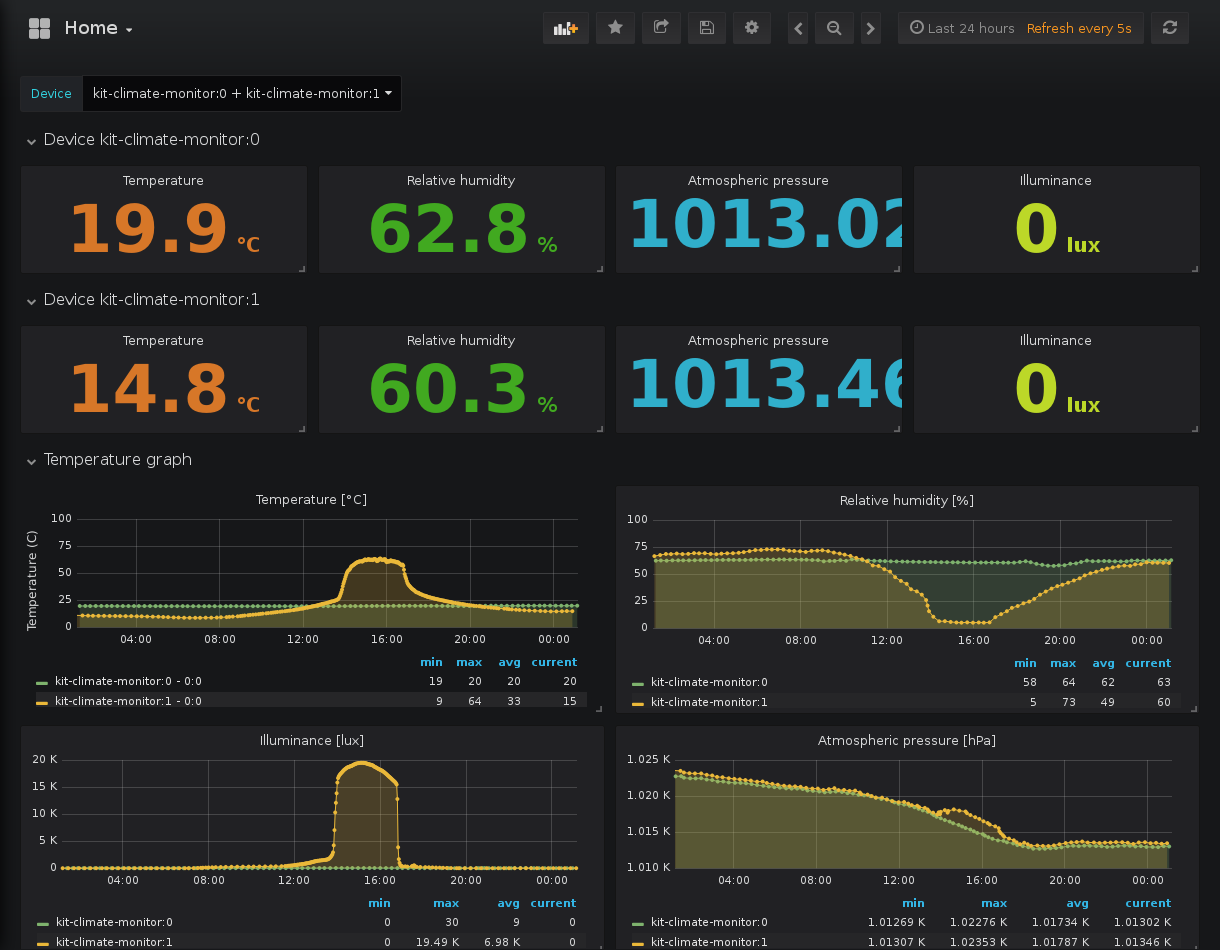 Home
Last 24 hours Refresh every 5s
Device kit-climate-monitor:0 + kit-climate-monitor:1
Device kit-climate-monitor:0
Temperature Relative humidity Atmospheric pressure Illuminance
19.9 °C 62.8 % 1013.02 0 lux
Device kit-climate-monitor:1
Temperature Relative humidity Atmospheric pressure Illuminance
14.8 °C 60.3 % 1013.46 0 lux
Temperature graph
Temperature [°C]
Temperature (C)
100
75
50
25
0
04:00 08:00 12:00 16:00 20:00 00:00
min max avg current
kit-climate-monitor:0 - 0:0 19 20 20 20
kit-climate-monitor:1 - 0:0 9 64 33 15
Relative humidity [%]
100
75
50
25
0
04:00 08:00 12:00 16:00 20:00 00:00
min max avg current
kit-climate-monitor:0 58 64 62 63
kit-climate-monitor:1 5 73 49 60
Illuminance [lux]
20 K
15 K
10 K
5 K
0
04:00 08:00 12:00 16:00 20:00 00:00
min max avg current
kit-climate-monitor:0 0 30 9 0
kit-climate-monitor:1 0 19.49 K 6.98 K 0
Atmospheric pressure [hPa]
1.025 K
1.020 K
1.015 K
1.010 K
04:00 08:00 12:00 16:00 20:00 00:00
min max avg current
kit-climate-monitor:0 1.01269 K 1.02276 K 1.01734 K 1.01302 K
kit-climate-monitor:1 1.01307 K 1.02353 K 1.01787 K 1.01346 K